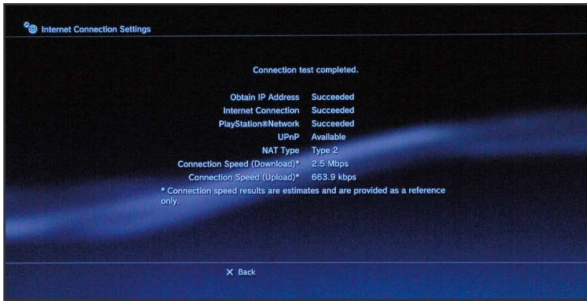 Internet Connection Settings
Connection test completed.
Obtain IP Address Succeeded
Internet Connection Succeeded
PlayStation®Network Succeeded
UPnP Available
NAT Type Type 2
Connection Speed (Download)* 2.5 Mbps
Connection Speed (Upload)* 663.9 kbps
* Connection speed results are estimates and are provided as a reference
only.
X Back